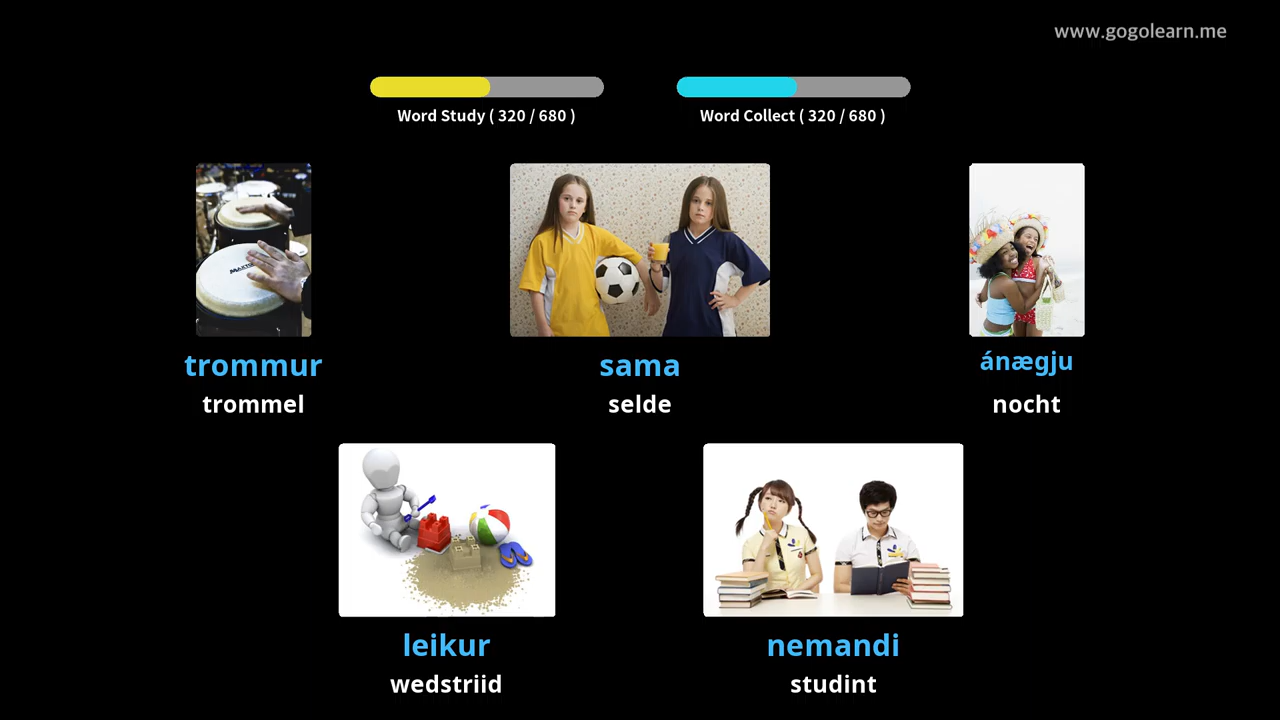 www.gogolearn.me
Word Study ( 320 / 680 )
Word Collect ( 320 / 680 )
trommur
trommel
sama
selde
ánægju
nocht
leikur
wedstriid
nemandi
studint